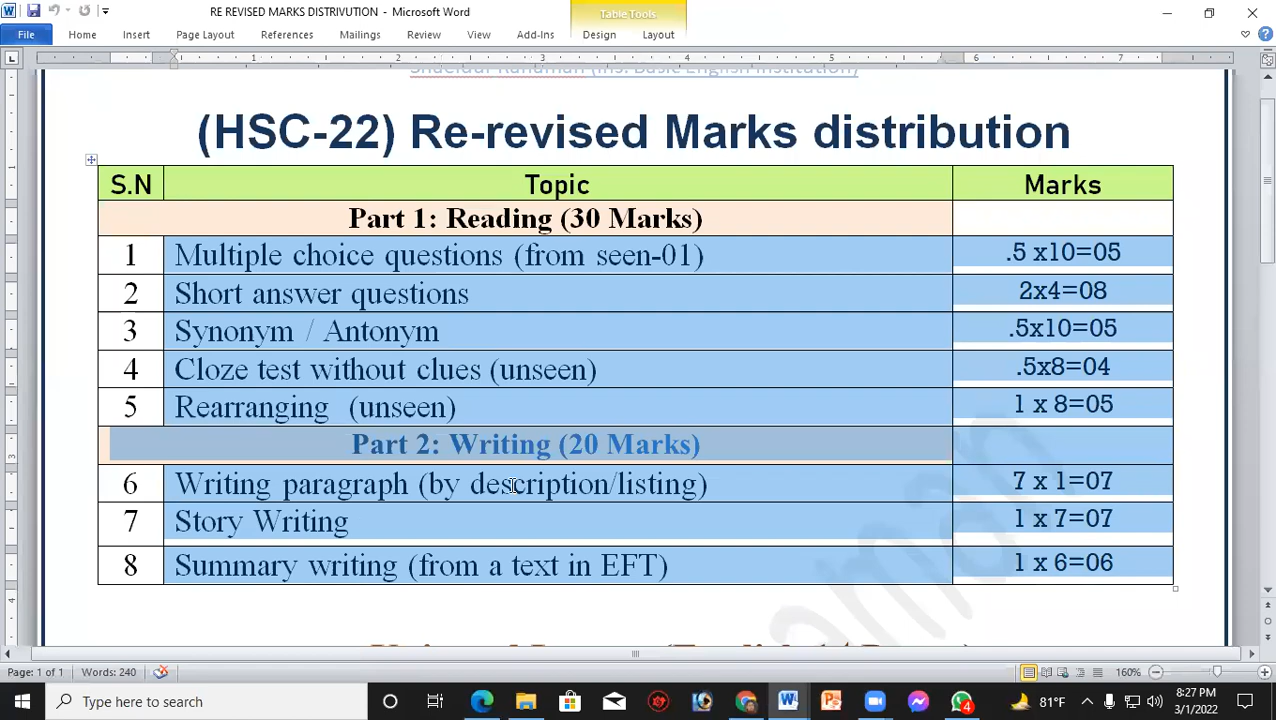 RE REVISED MARKS DISTRIVUTION - Microsoft Word
Table Tools
File Home Insert Page Layout References Mailings Review View Add-Ins Design Layout
(HSC-22) Re-revised Marks distribution
S.N Topic Marks
Part 1: Reading (30 Marks)
1 Multiple choice questions (from seen-01) .5 x10=05
2 Short answer questions 2x4=08
3 Synonym / Antonym .5x10=05
4 Cloze test without clues (unseen) .5x8=04
5 Rearranging (unseen) 1 x 8=05
Part 2: Writing (20 Marks)
6 Writing paragraph (by description/listing) 7 x 1=07
7 Story Writing 1 x 7=07
8 Summary writing (from a text in EFT) 1 x 6=06
Page: 1 of 1 Words: 240 160%
Type here to search
4
81°F
8:27 PM
3/1/2022